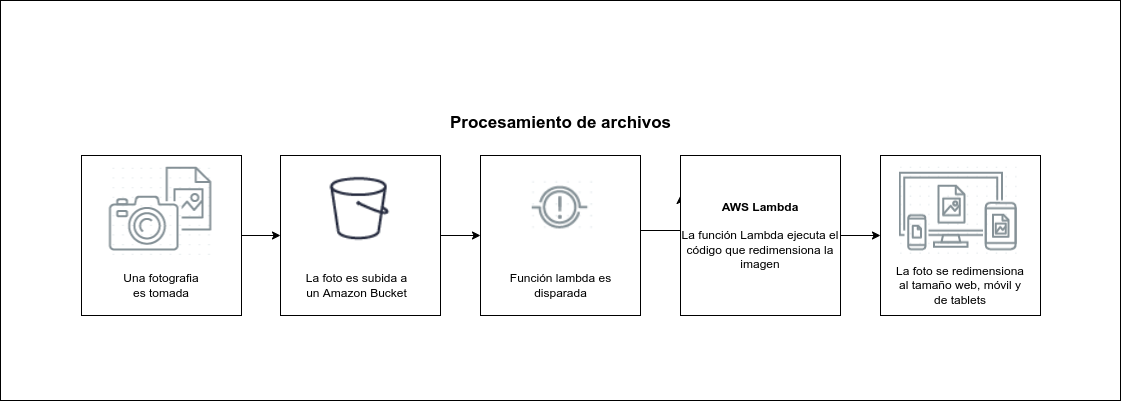 Procesamiento de archivos
Una fotografia
es tomada
La foto es subida a
un Amazon Bucket
Función lambda es
disparada
AWS Lambda
La función Lambda ejecuta el
código que redimensiona la
imagen
La foto se redimensiona
al tamaño web, móvil y
de tablets